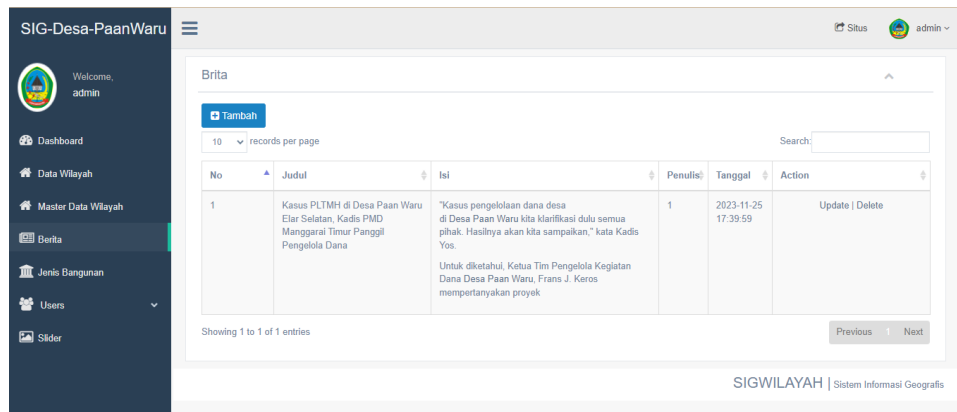 SIG-Desa-PaanWaru
Situs
admin
Welcome,
admin
Dashboard
Data Wilayah
Master Data Wilayah
Berita
Jenis Bangunan
Users
Slider
Brita
Tambah
10 records per page
Search:
No Judul Isi Penulis Tanggal Action
1
Kasus PLTMH di Desa Paan Waru
Elar Selatan, Kadis PMD
Manggarai Timur Panggil
Pengelola Dana
"Kasus pengelolaan dana desa
di Desa Paan Waru kita klarifikasi dulu semua
pihak. Hasilnya akan kita sampaikan," kata Kadis
Yos.
Untuk diketahui, Ketua Tim Pengelola Kegiatan
Dana Desa Paan Waru, Frans J. Keros
mempertanyakan proyek
1
2023-11-25
17:39:59
Update | Delete
Showing 1 to 1 of 1 entries
Previous 1 Next
SIGWILAYAH | Sistem Informasi Geografis